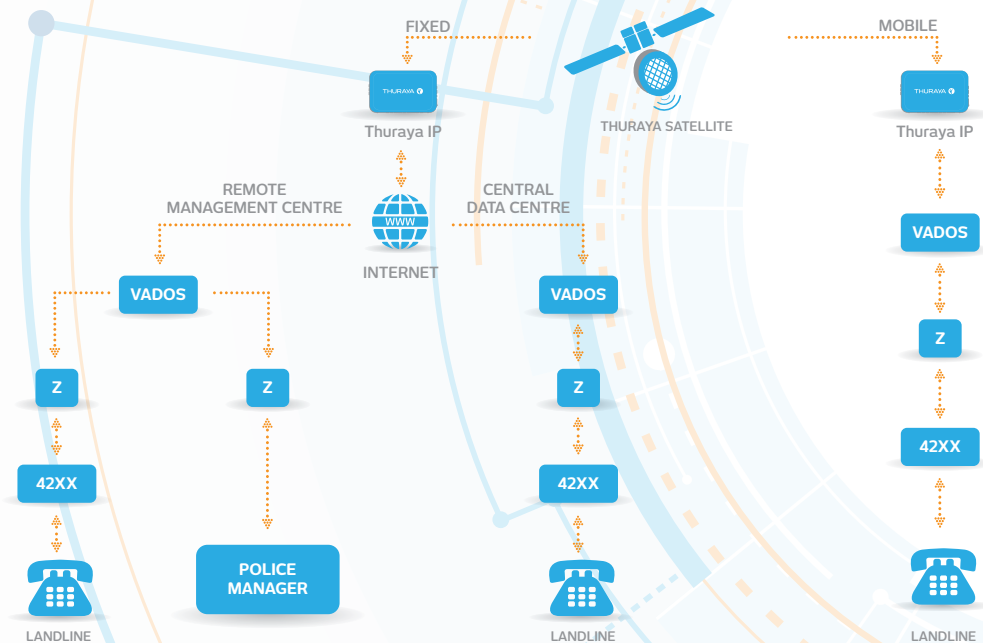 FIXED
MOBILE
THURAYA
THURAYA
Thuraya IP
THURAYA SATELLITE
Thuraya IP
REMOTE
MANAGEMENT CENTRE
CENTRAL
DATA CENTRE
WWW
INTERNET
VADOS
VADOS
VADOS
Z
Z
Z
Z
42XX
42XX
42XX
POLICE
MANAGER
LANDLINE
LANDLINE
LANDLINE